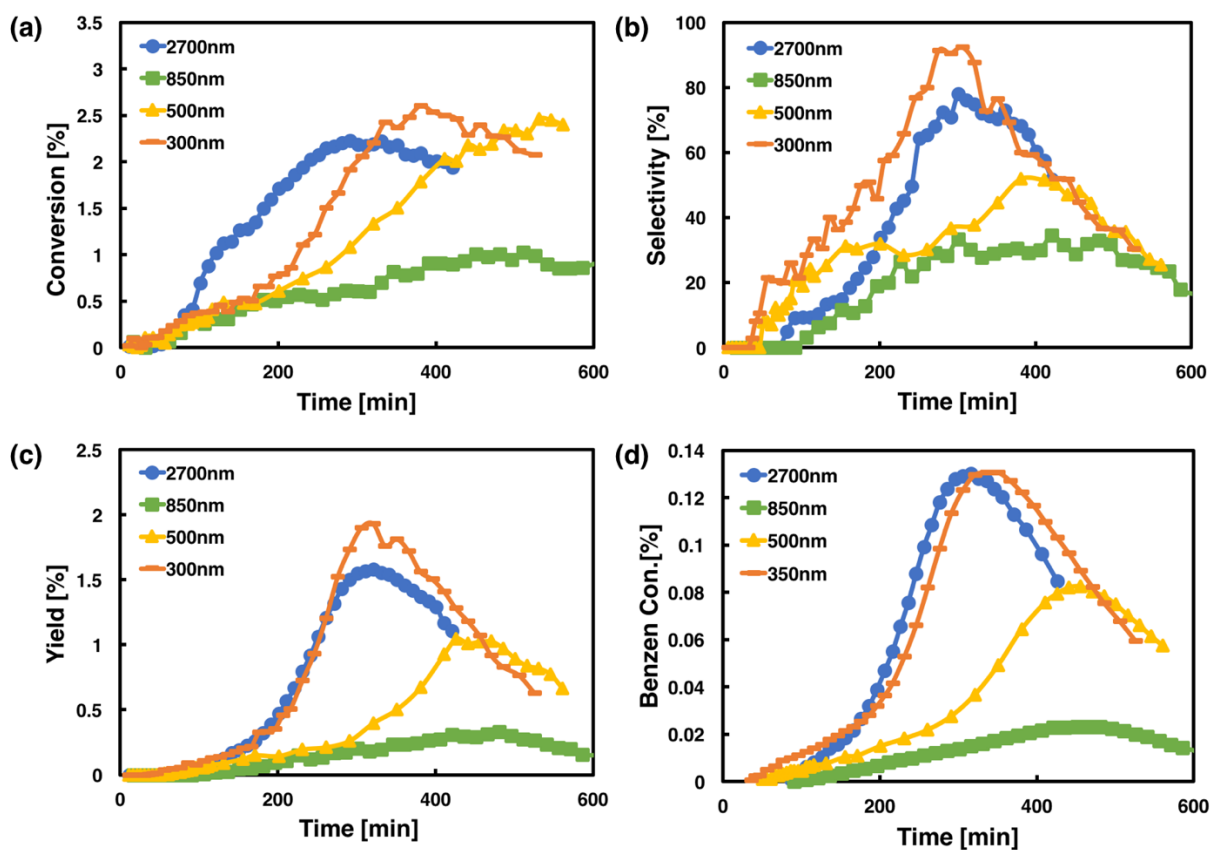 (a)
3.5
3
2.5
2
1.5
1
0.5
0
2700nm
850nm
500nm
300nm
Conversion [%]
0 200 400 600
Time [min]
(b)
100
80
60
40
20
0
2700nm
850nm
500nm
300nm
Selectivity [%]
0 200 400 600
Time [min]
(c)
2.5
2
1.5
1
0.5
0
2700nm
850nm
500nm
300nm
Yield [%]
0 200 400 600
Time [min]
(d)
0.14
0.12
0.1
0.08
0.06
0.04
0.02
0
2700nm
850nm
500nm
350nm
Benzen Con.[%]
0 200 400 600
Time [min]